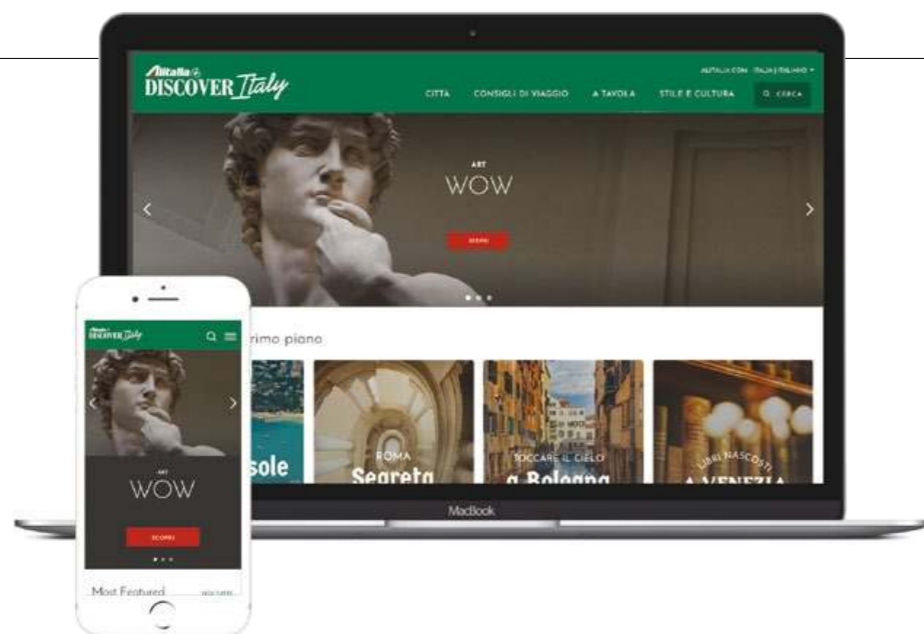 Alitalia
DISCOVER Italy
ALITALIA.COM ITALIA | ITALIANO
CITTÀ CONSIGLI DI VIAGGIO A TAVOLA STILE E CULTURA CERCA
ART
WOW
SCOPRI
rimo piano
sole
ROMA
Segreta
TOCCARE IL CIELO
a Bologna
LIBRI NASCOSTI
A VENEZIA
MacBook
Alitalia
DISCOVER Italy
ART
WOW
SCOPRI
Most Featured